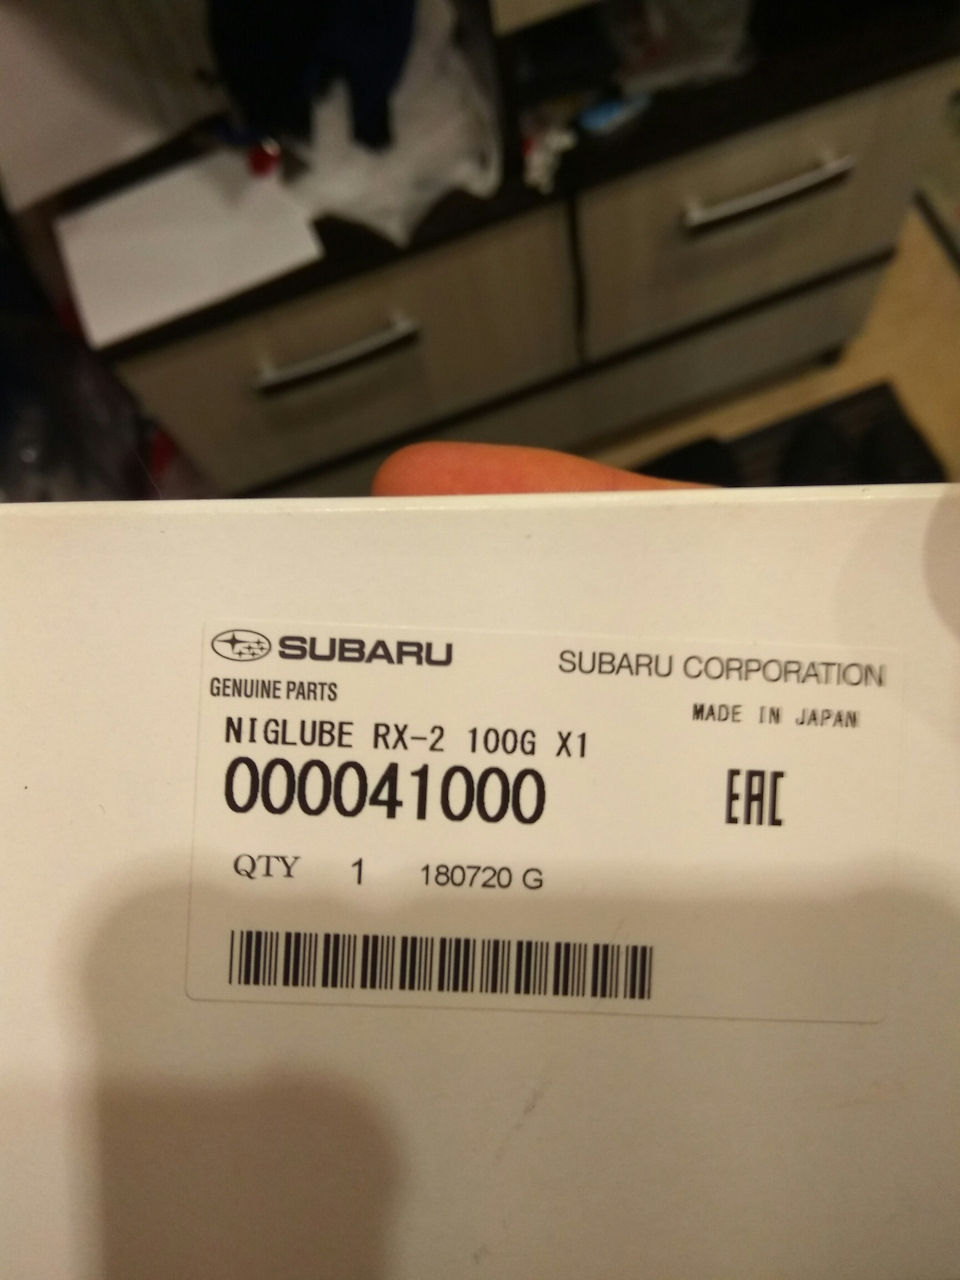 SUBARU
SUBARU CORPORATION
GENUINE PARTS
MADE IN JAPAN
NIGLUBE RX-2 100G X1
000041000
EAC
QTY 1 180720 G